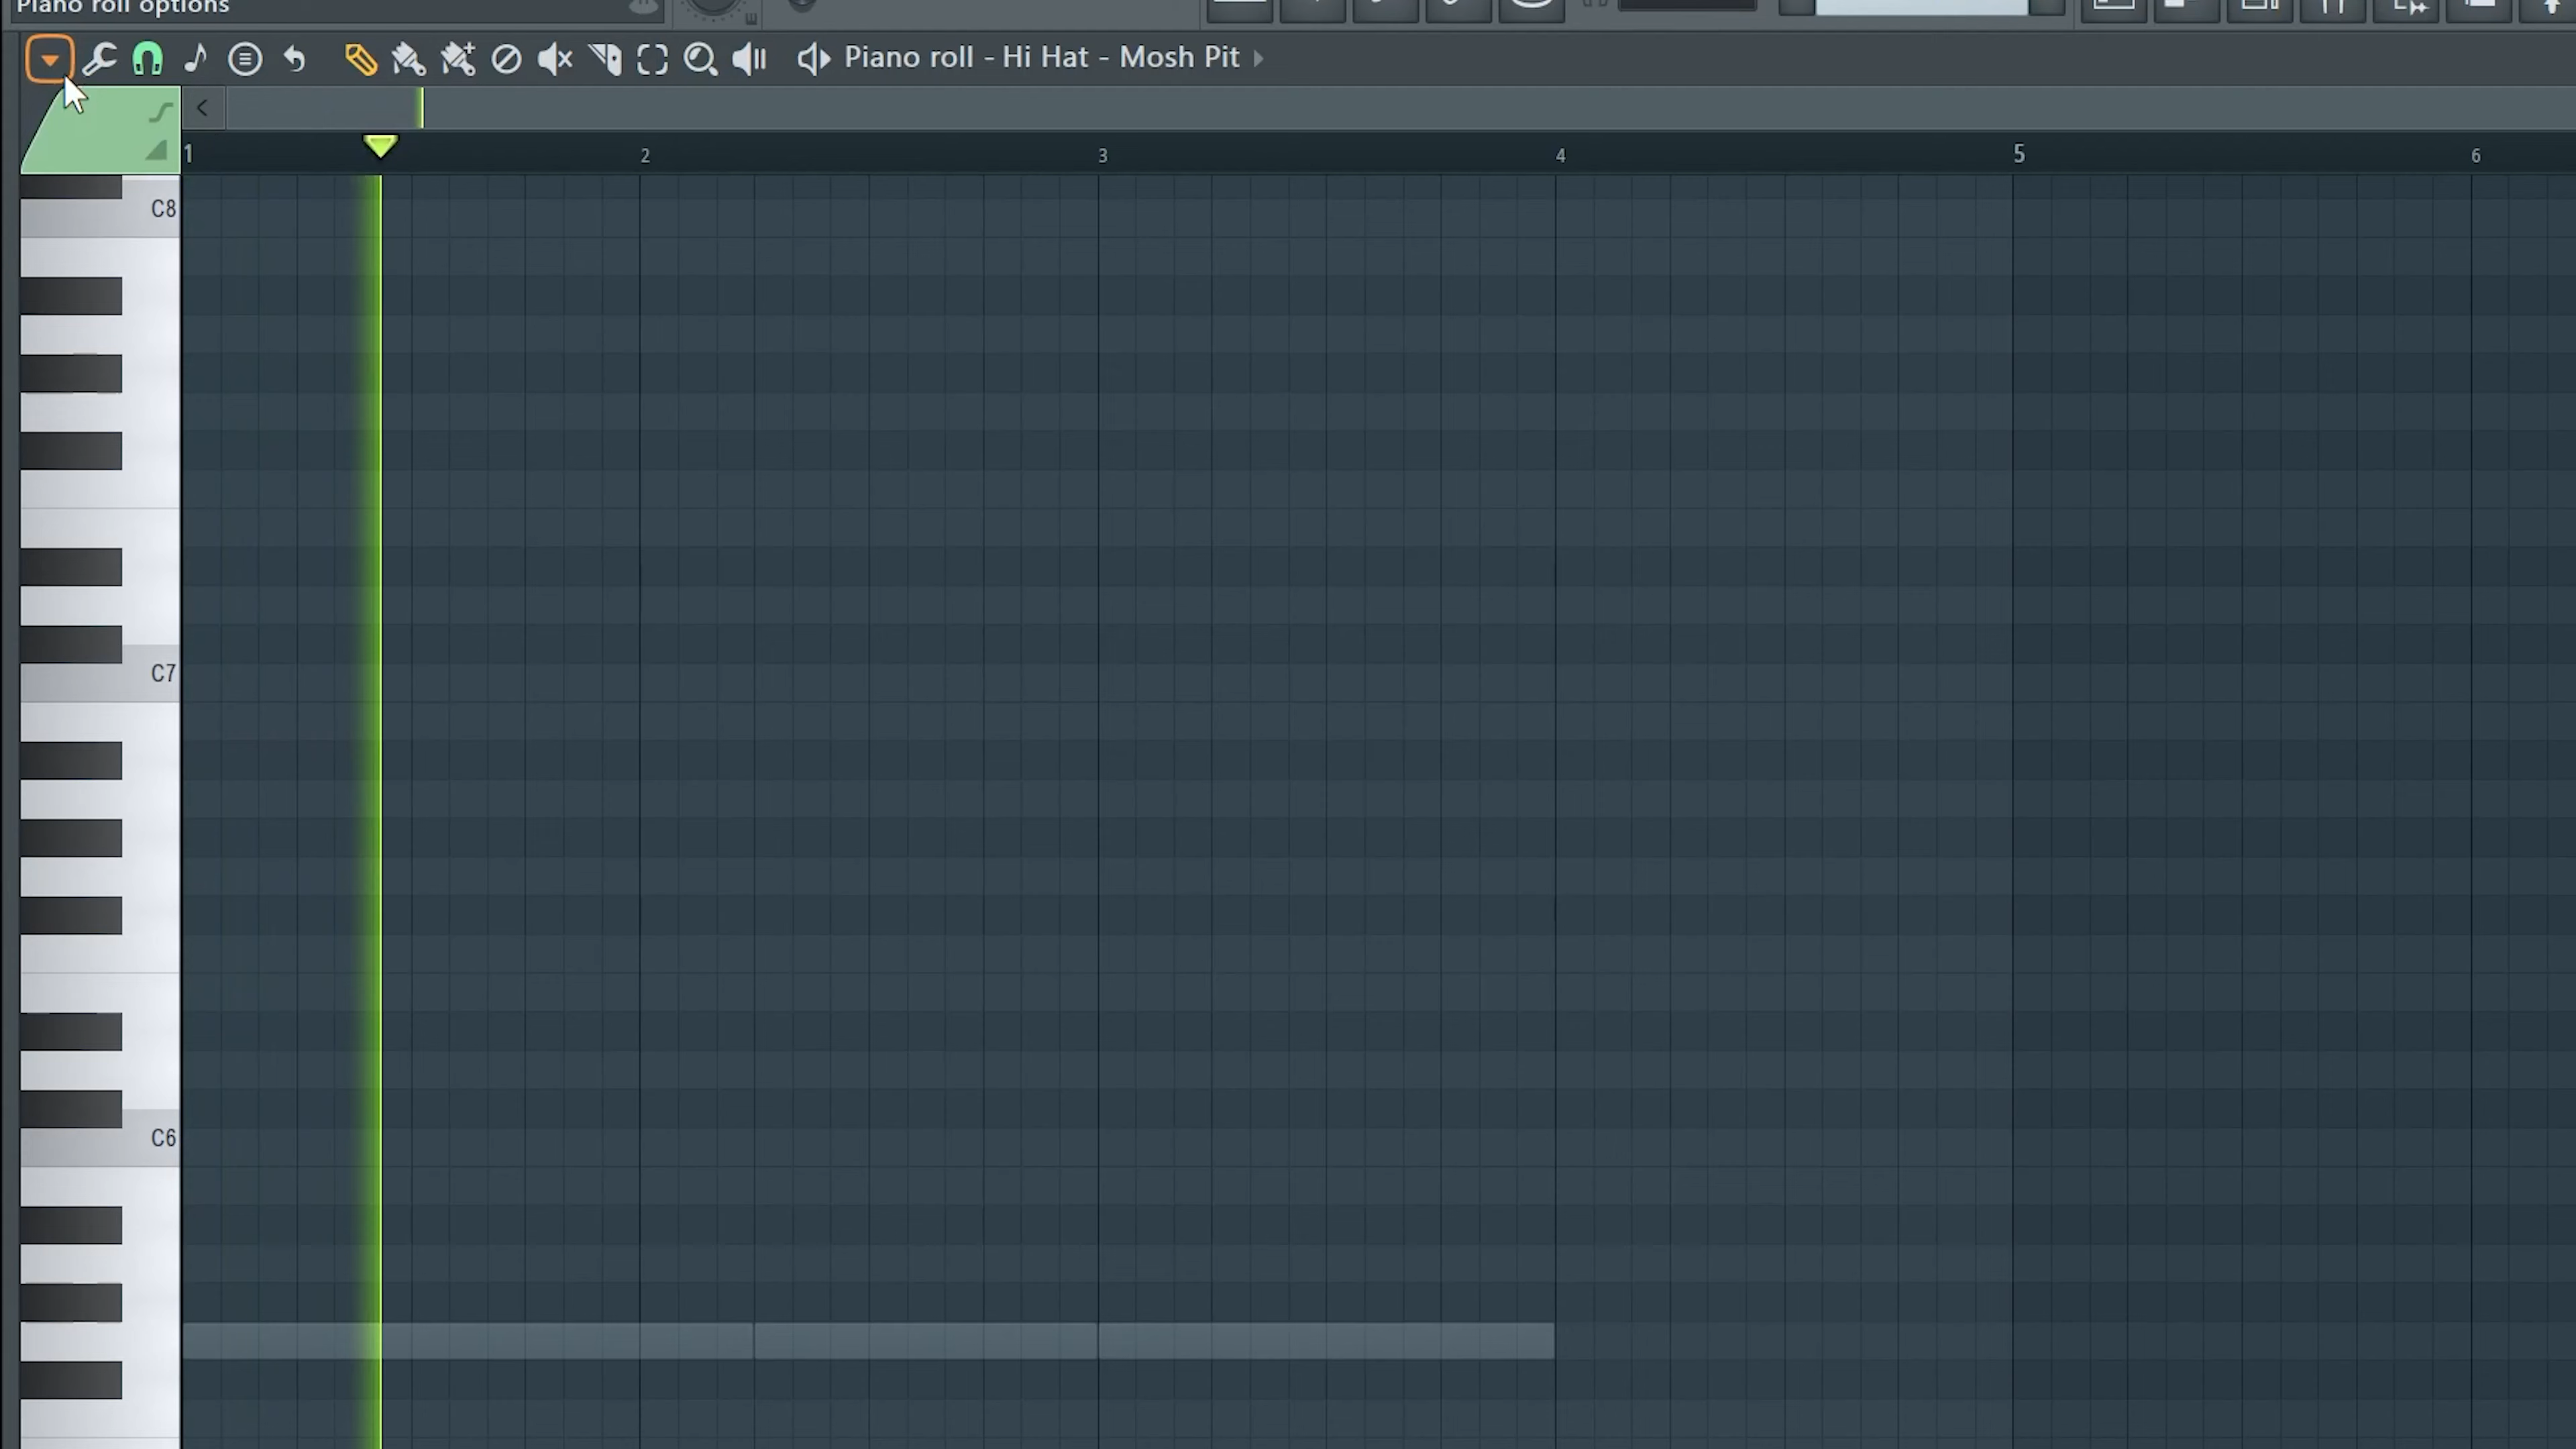 Piano roll options
Piano roll - Hi Hat - Mosh Pit
1 2 3 4 5 6
C8
C7
C6